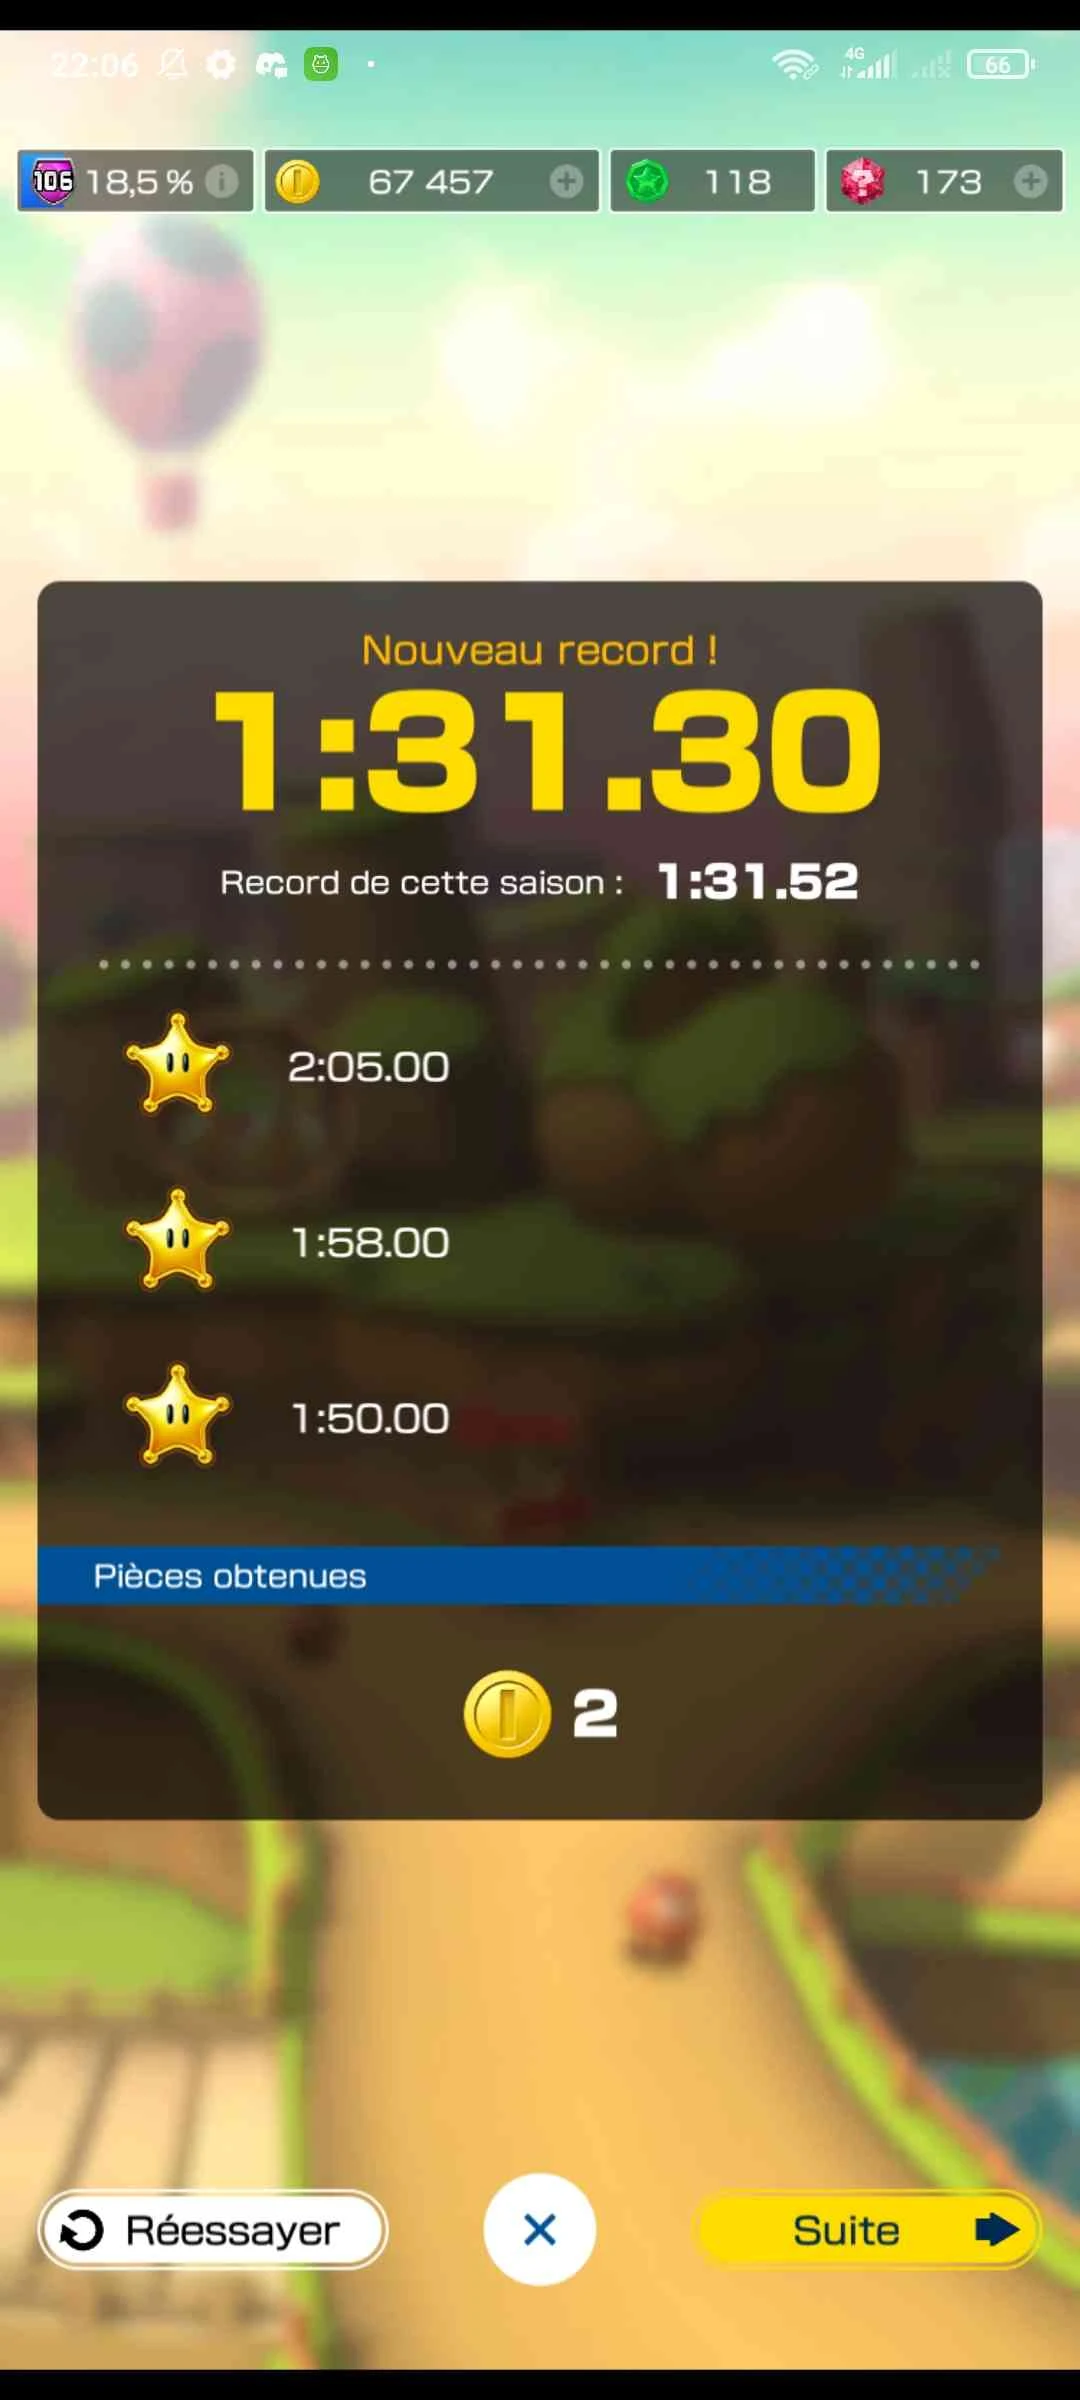 22:06 4G 66
106 18,5 % i 67 457 118 ? 173
Nouveau record !
1:31.30
Record de cette saison : 1:31.52
2:05.00
1:58.00
1:50.00
Pièces obtenues
2
Réessayer
Suite